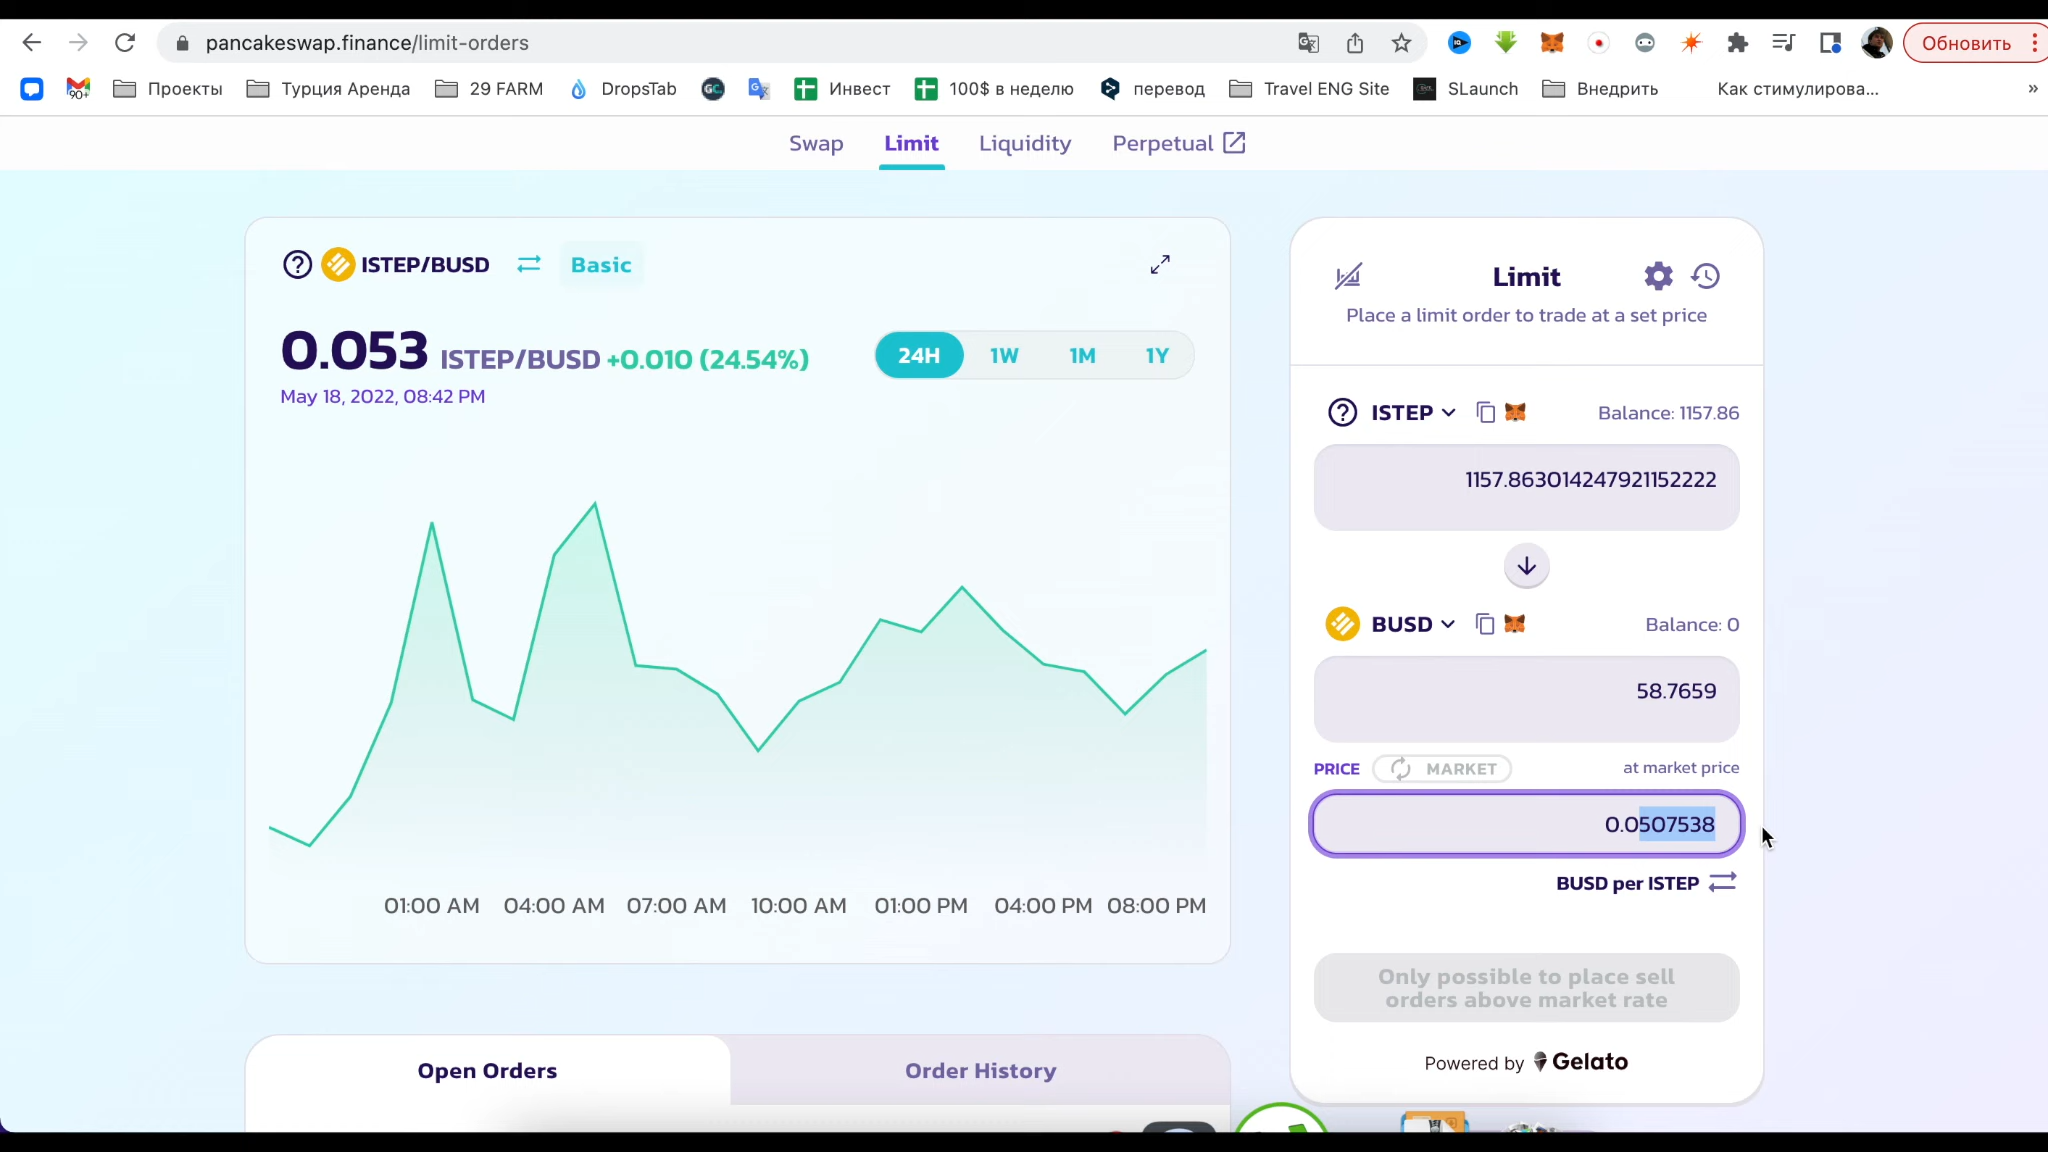 pancakeswap.finance/limit-orders
Обновить
90+
Проекты
Турция Аренда
29 FARM
DropsTab
GC
Инвест
100$ в неделю
перевод
Travel ENG Site
SLaunch
Внедрить
Как стимулирова...
»
Swap
Limit
Liquidity
Perpetual
ISTEP/BUSD
Basic
0.053 ISTEP/BUSD +0.010 (24.54%)
May 18, 2022, 08:42 PM
24H
1W
1M
1Y
01:00 AM
04:00 AM
07:00 AM
10:00 AM
01:00 PM
04:00 PM
08:00 PM
Open Orders
Order History
Limit
Place a limit order to trade at a set price
ISTEP
Balance: 1157.86
1157.863014247921152222
BUSD
Balance: 0
58.7659
PRICE
MARKET
at market price
0.0507538
BUSD per ISTEP
Only possible to place sell
orders above market rate
Powered by Gelato